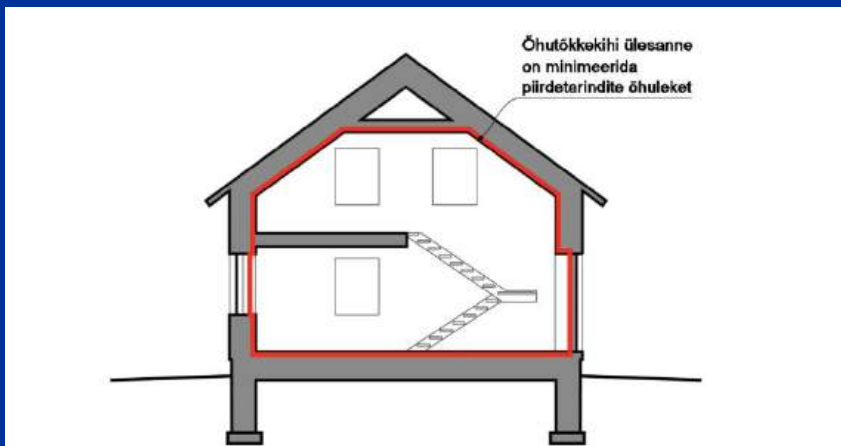 Õhutõkkekihi ülesanne
on minimeerida
piirdetarindite õhuleket